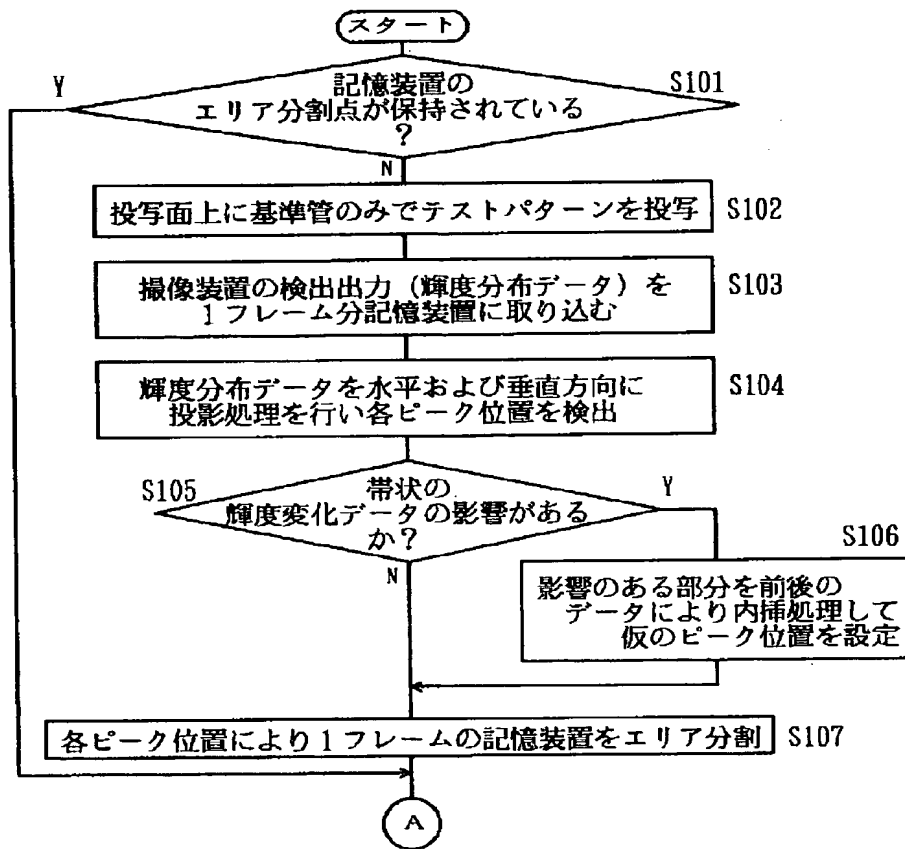 スタート
Y
記憶装置の
エリア分割点が保持されている
?
S101
N
投写面上に基準管のみでテストパターンを投写
S102
撮像装置の検出出力(輝度分布データ)を
1フレーム分記憶装置に取り込む
S103
輝度分布データを水平および垂直方向に
投影処理を行い各ピーク位置を検出
S104
S105
帯状の
輝度変化データの影響がある
か?
Y
N
S106
影響のある部分を前後の
データにより内挿処理して
仮のピーク位置を設定
各ピーク位置により1フレームの記憶装置をエリア分割
S107
A